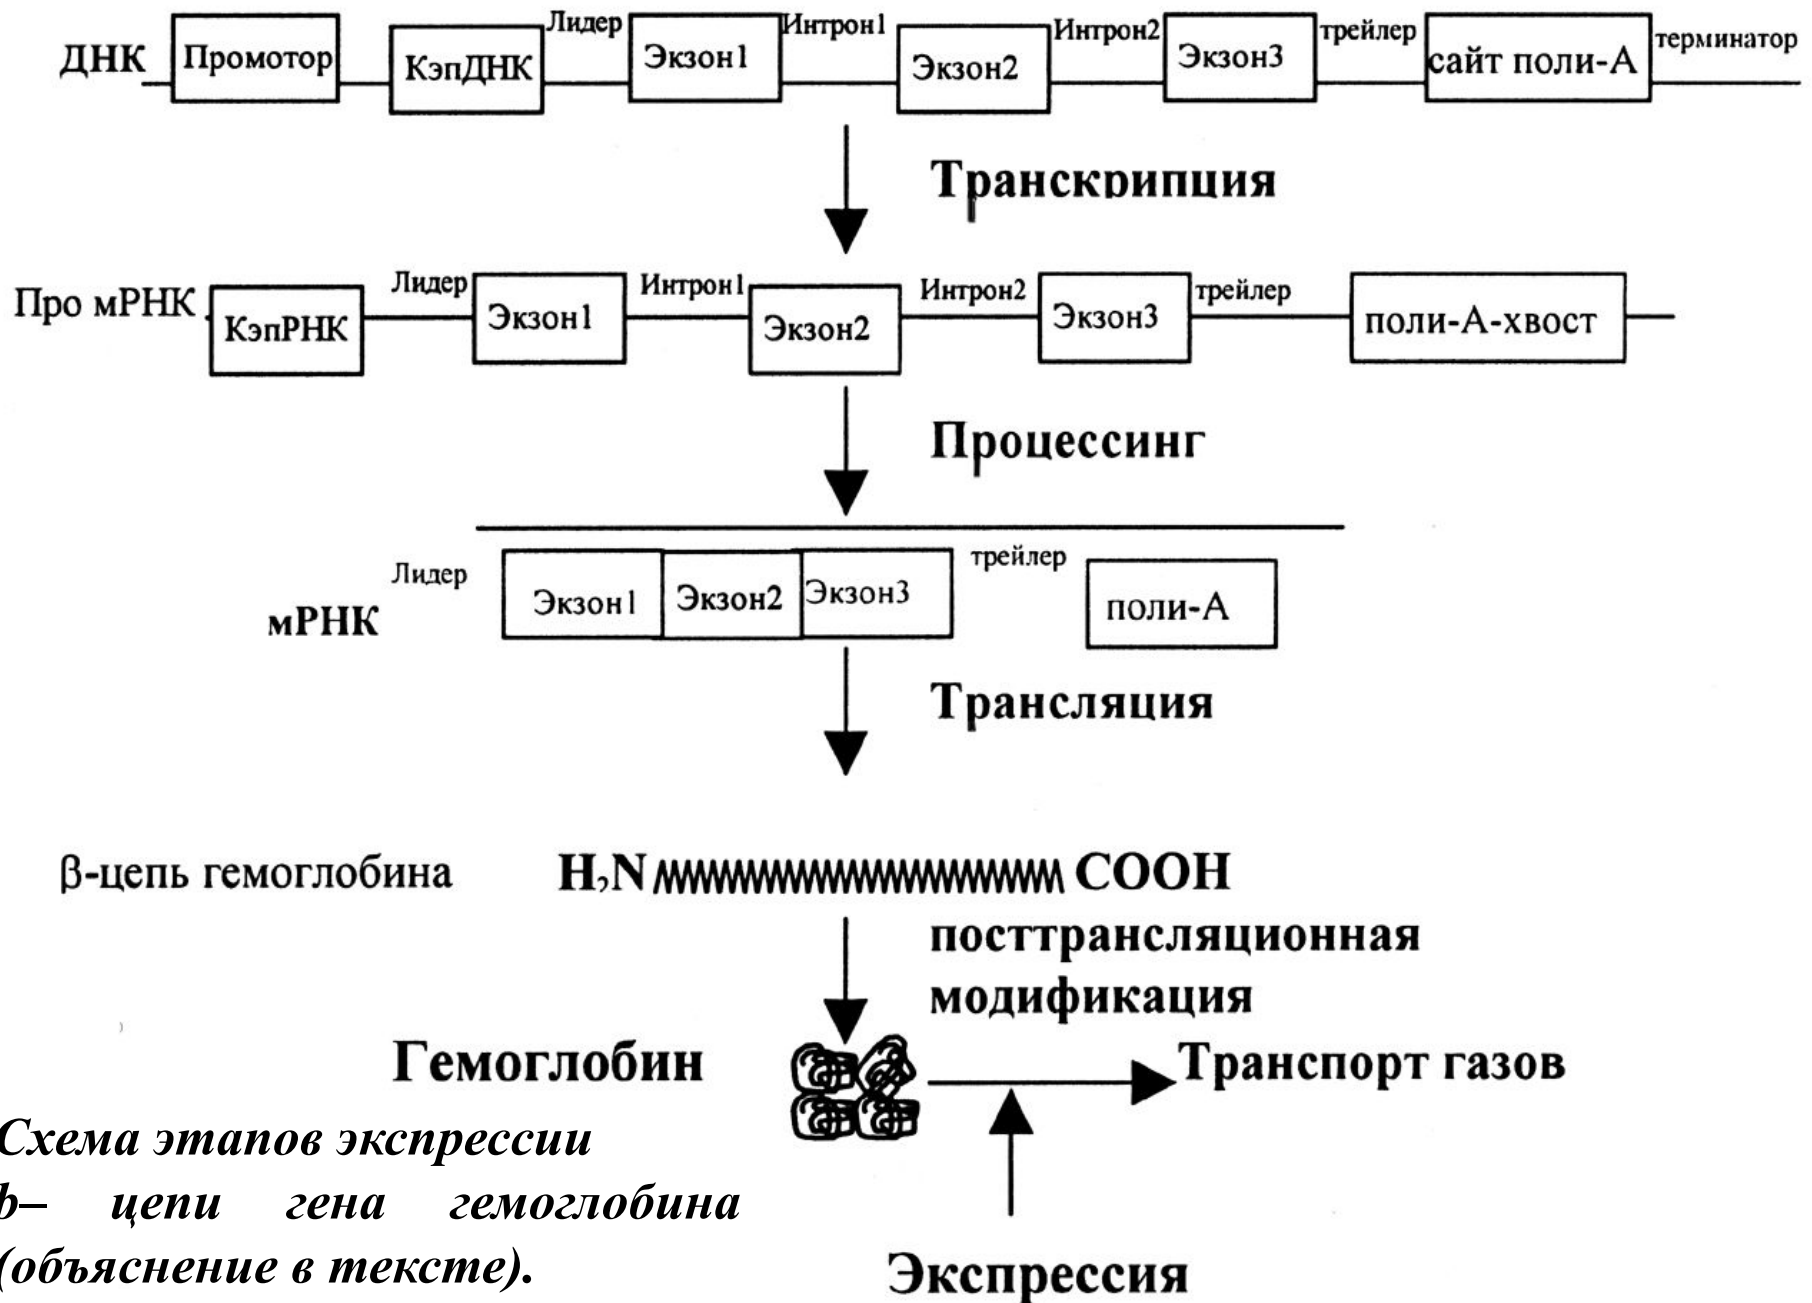 Лидер Интрон1 Интрон2 трейлер терминатор
ДНК Промотор КэпДНК Экзон1 Экзон2 Экзон3 сайт поли-А
Транскрипция
Лидер Интрон1 Интрон2 трейлер
Про мРНК КэпРНК Экзон1 Экзон2 Экзон3 поли-А-хвост
Процессинг
Лидер трейлер
мРНК Экзон1 Экзон2 Экзон3 поли-А
Трансляция
β-цепь гемоглобина H2N COOH
посттрансляционная
модификация
Гемоглобин Транспорт газов
Схема этапов экспрессии
b– цепи гена гемоглобина
(объяснение в тексте).
Экспрессия